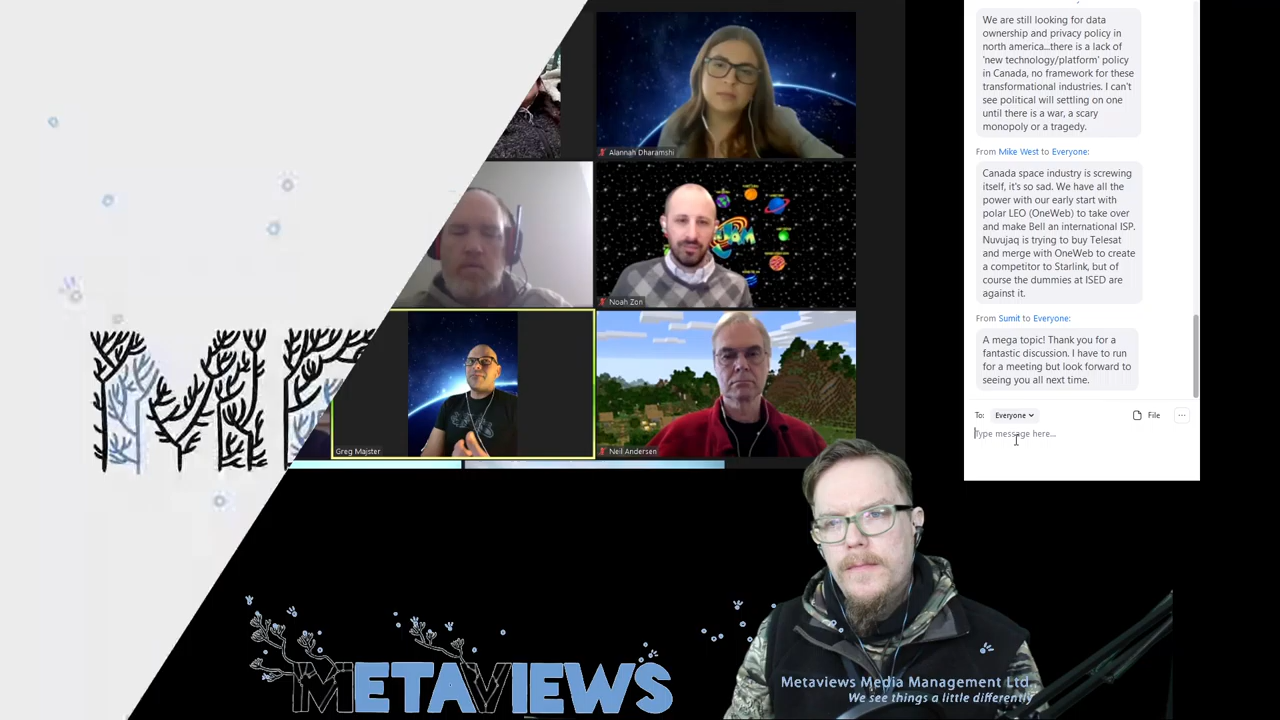 We are still looking for data
ownership and privacy policy in
north america...there is a lack of
'new technology/platform' policy
in Canada, no framework for these
transformational industries. I can't
see political will settling on one
until there is a war, a scary
monopoly or a tragedy.
From Mike West to Everyone:
Canada space industry is screwing
itself, it's so sad. We have all the
power with our early start with
polar LEO (OneWeb) to take over
and make Bell an international ISP.
Nuvujaq is trying to buy Telesat
and merge with OneWeb to create
a competitor to Starlink, but of
course the dummies at ISED are
against it.
From Sumit to Everyone:
A mega topic! Thank you for a
fantastic discussion. I have to run
for a meeting but look forward to
seeing you all next time.
To: Everyone File
Type message here...
Alannah Dharamshi
Noah Zon
Greg Majster
Neil Andersen
ME
METAVIEWS
Metaviews Media Management Ltd.
We see things a little differently